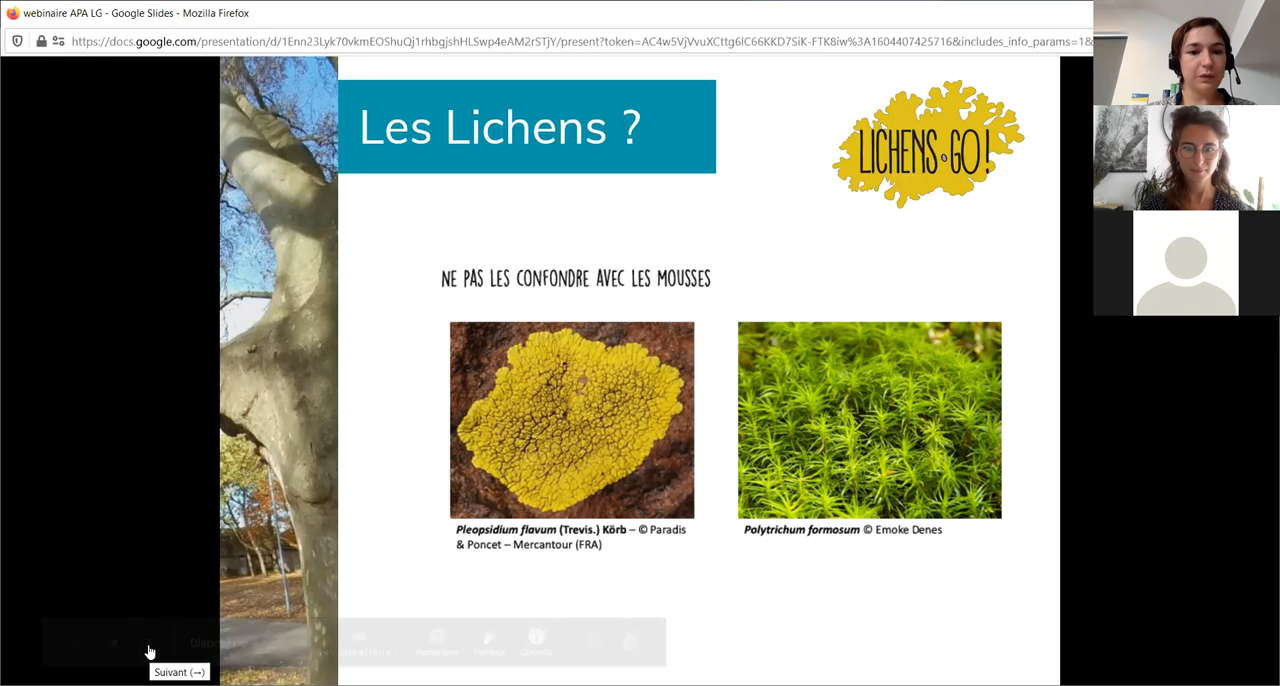 webinaire APA LG - Google Slides - Mozilla Firefox
https://docs.google.com/presentation/d/1Enn23Lyk70vkmEOShuQj1rhbgjshHLSwp4eAM2rSTjY/present?token=AC4w5VjVvuXCttg6lC66KKD7SiK-FTK8iw%3A1604407425716&includes_info_params=1&
Les Lichens ?
LICHENS GO!
NE PAS LES CONFONDRE AVEC LES MOUSSES
Pleopsidium flavum (Trevis.) Körb – © Paradis
& Poncet – Mercantour (FRA)
Polytrichum formosum © Emoke Denes
Suivant (→)